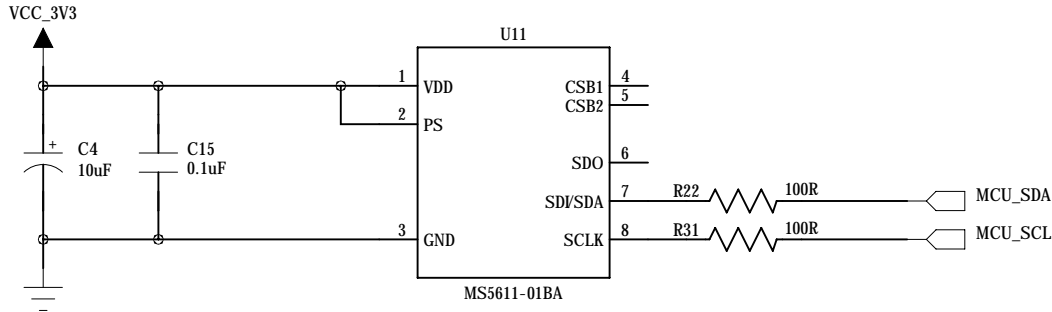 VCC_3V3
U11
1 VDD
CSB1 4
CSB2 5
2 PS
+ C4
10uF
C15
0.1uF
SDO 6
SDI/SDA 7 R22 100R MCU_SDA
3 GND
SCLK 8 R31 100R MCU_SCL
MS5611-01BA